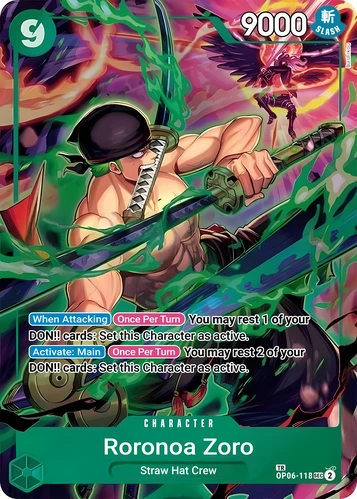 9
9000
斬
SLASH
When Attacking Once Per Turn You may rest 1 of your
DON!! cards: Set this Character as active.
Activate: Main Once Per Turn You may rest 2 of your
DON!! cards: Set this Character as active.
CHARACTER
Roronoa Zoro
Straw Hat Crew
TR
OP06-118 SEC 2